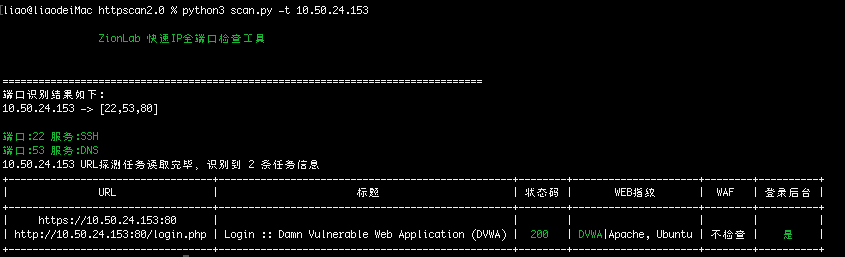 [liao@liaodeiMac httpscan2.0 % python3 scan.py -t 10.50.24.153
ZionLab 快速IP全端口检查工具
================================================================================
端口识别结果如下：
10.50.24.153 -> [22,53,80]
端口:22 服务:SSH
端口:53 服务:DNS
10.50.24.153 URL探测任务读取完毕，识别到 2 条任务信息
| URL | 标题 | 状态码 | WEB指纹 | WAF | 登录后台 |
| https://10.50.24.153:80 | | | | | |
| http://10.50.24.153:80/login.php | Login :: Damn Vulnerable Web Application (DVWA) | 200 | DVWA|Apache, Ubuntu | 不检查 | 是 |